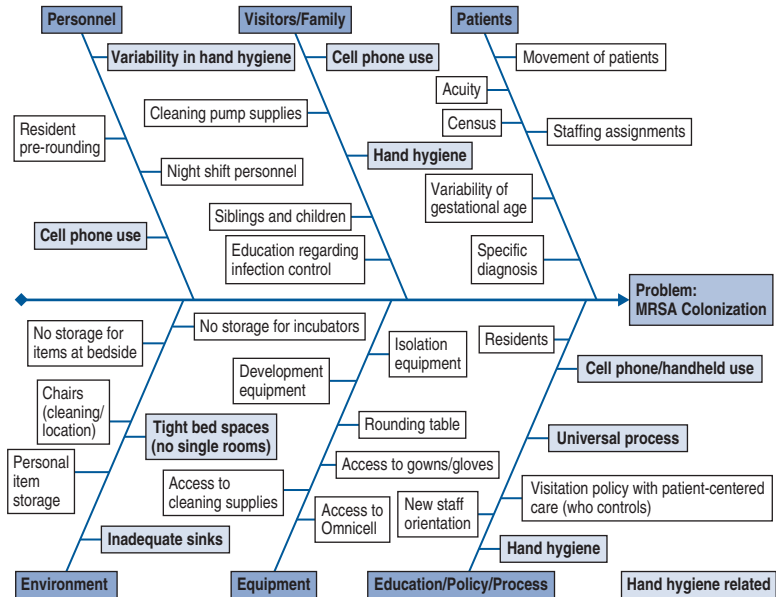 Personnel
Visitors/Family
Patients
Variability in hand hygiene
Cell phone use
Movement of patients
Acuity
Cleaning pump supplies
Census
Resident
pre-rounding
Staffing assignments
Hand hygiene
Night shift personnel
Variability of
gestational age
Siblings and children
Cell phone use
Education regarding
infection control
Specific
diagnosis
Problem:
MRSA Colonization
No storage for
items at bedside
No storage for incubators
Isolation
equipment
Residents
Development
equipment
Cell phone/handheld use
Chairs
(cleaning/
location)
Tight bed spaces
(no single rooms)
Rounding table
Universal process
Personal
item
storage
Access to gowns/gloves
Access to
cleaning supplies
Visitation policy with patient-centered
care (who controls)
Access to
Omnicell
New staff
orientation
Inadequate sinks
Hand hygiene
Environment
Equipment
Education/Policy/Process
Hand hygiene related